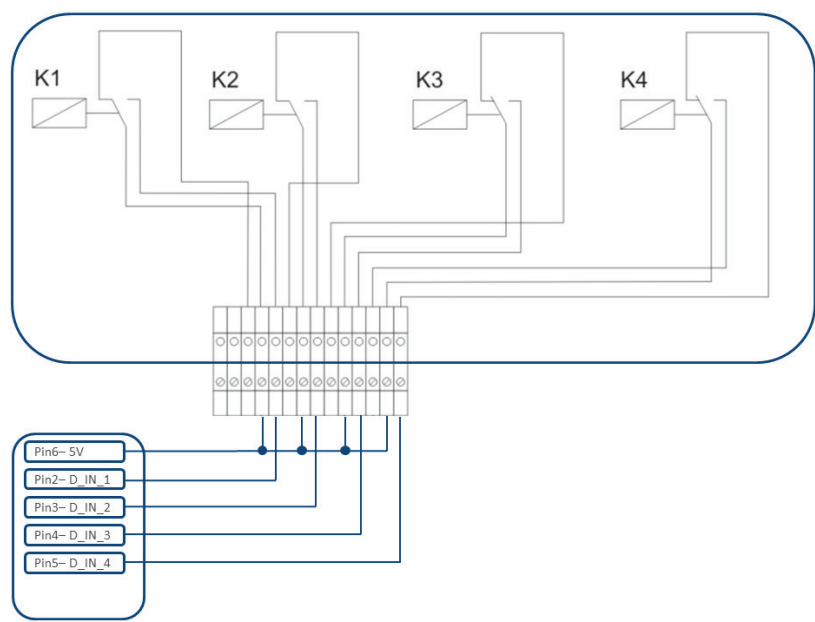 K1
K2
K3
K4
Pin6– 5V
Pin2– D_IN_1
Pin3– D_IN_2
Pin4– D_IN_3
Pin5– D_IN_4